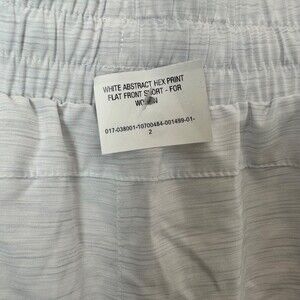 WHITE ABSTRACT HEX PRINT
FLAT FRONT SHORT - FOR
WOMEN
017-038001-10700484-001499-01-
2